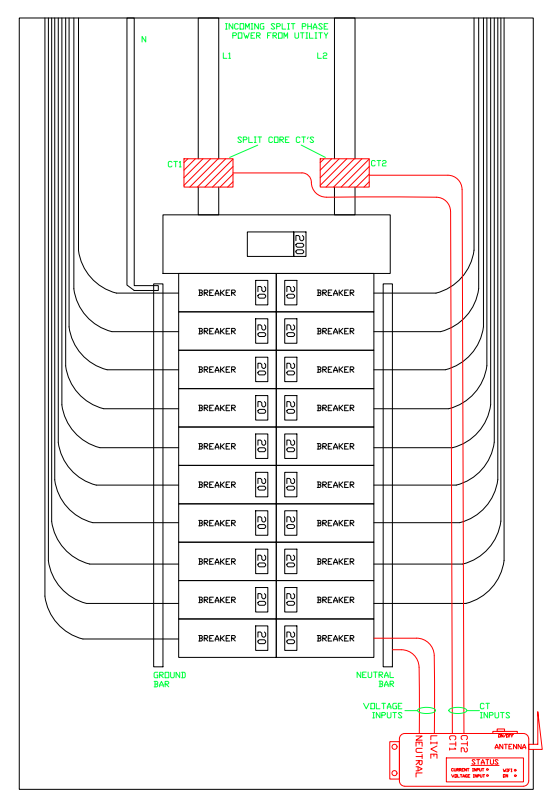 INCOMING SPLIT PHASE
POWER FROM UTILITY
N
L1
L2
SPLIT CORE CT'S
CT1
CT2
200
BREAKER 20 20 BREAKER
BREAKER 20 20 BREAKER
BREAKER 20 20 BREAKER
BREAKER 20 20 BREAKER
BREAKER 20 20 BREAKER
BREAKER 20 20 BREAKER
BREAKER 20 20 BREAKER
BREAKER 20 20 BREAKER
BREAKER 20 20 BREAKER
BREAKER 20 20 BREAKER
GROUND
BAR
NEUTRAL
BAR
VOLTAGE
INPUTS
CT
INPUTS
NEUTRAL
LIVE
CT1
CT2
ON/OFF
ANTENNA
STATUS
CURRENT INPUT
WIFI
VOLTAGE INPUT
ON